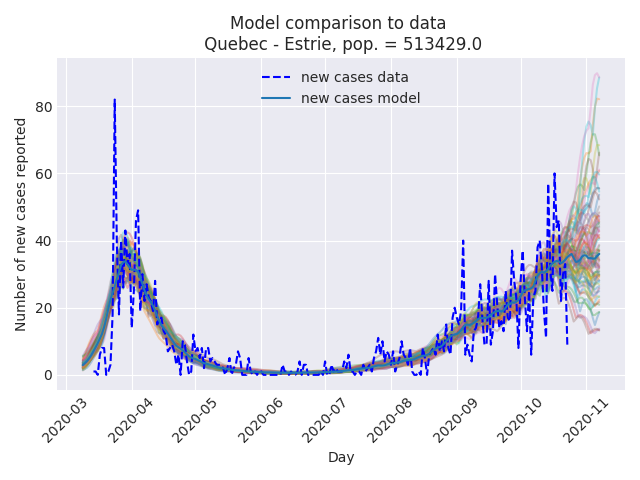 Model comparison to data
Quebec - Estrie, pop. = 513429.0
new cases data
new cases model
Number of new cases reported
80
60
40
20
0
2020-03
2020-04
2020-05
2020-06
2020-07
2020-08
2020-09
2020-10
2020-11
Day